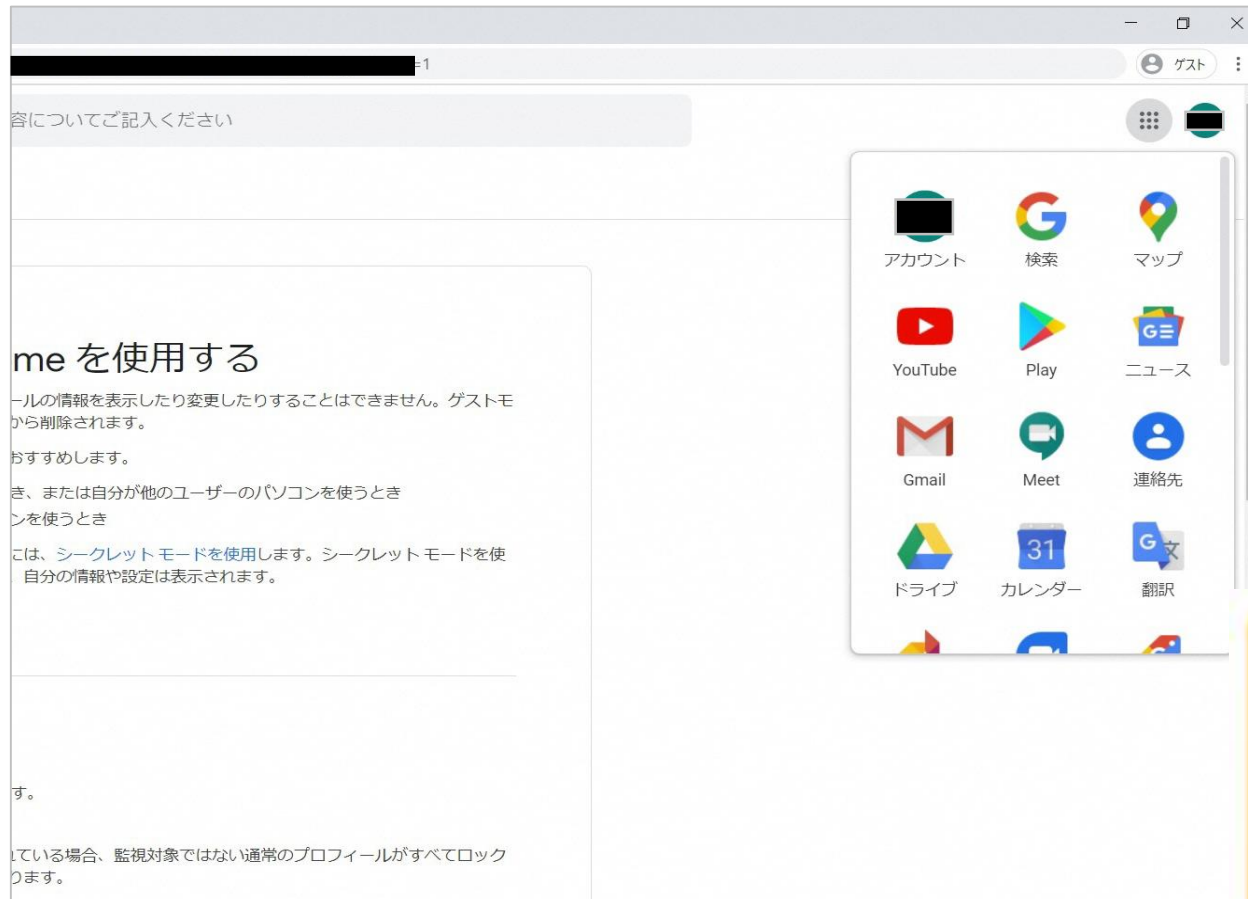 =1
ゲスト
容についてご記入ください
アカウント 検索 マップ
YouTube Play ニュース
Gmail Meet 連絡先
31
ドライブ カレンダー 翻訳
me を使用する
ールの情報を表示したり変更したりすることはできません。ゲストモ
から削除されます。
おすすめします。
き、または自分が他のユーザーのパソコンを使うとき
ンを使うとき
には、シークレット モードを使用します。シークレット モードを使
自分の情報や設定は表示されます。
す。
れている場合、監視対象ではない通常のプロフィールがすべてロック
ります。